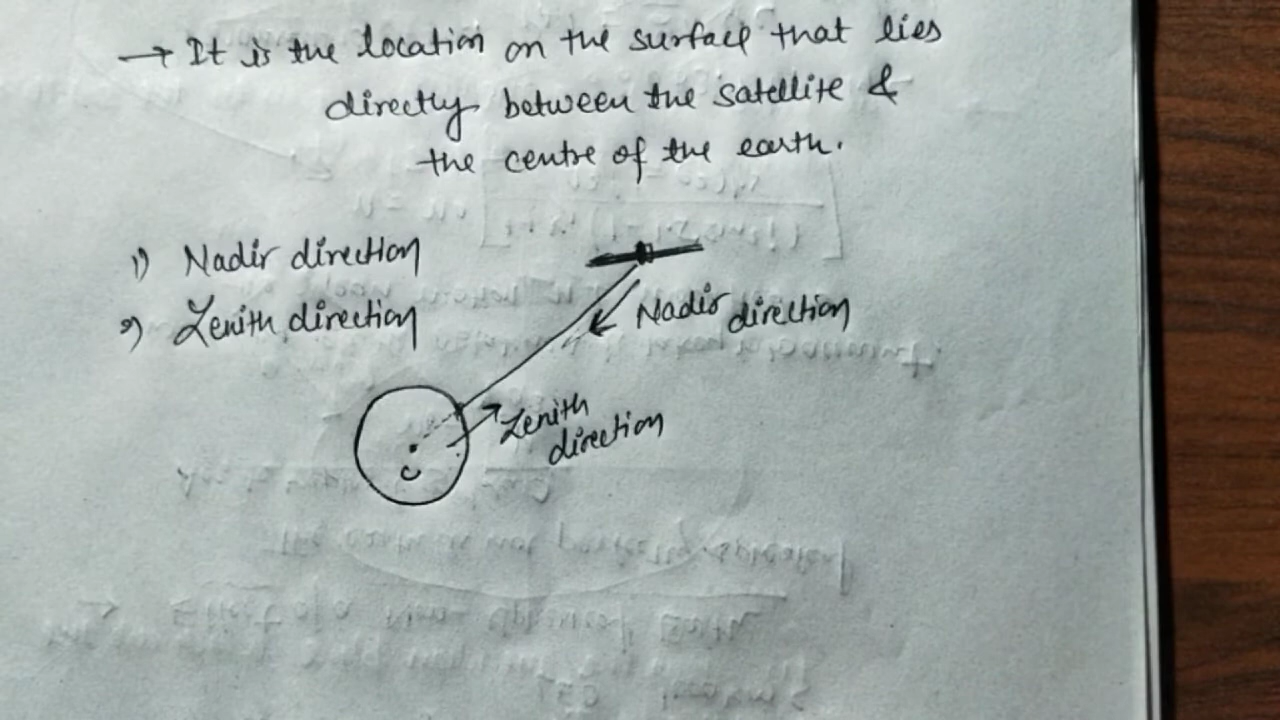 → It is the location on the surface that lies
directly between the satellite &
the centre of the earth.
1) Nadir direction
2) Zenith direction
Nadir direction
Zenith
direction
C